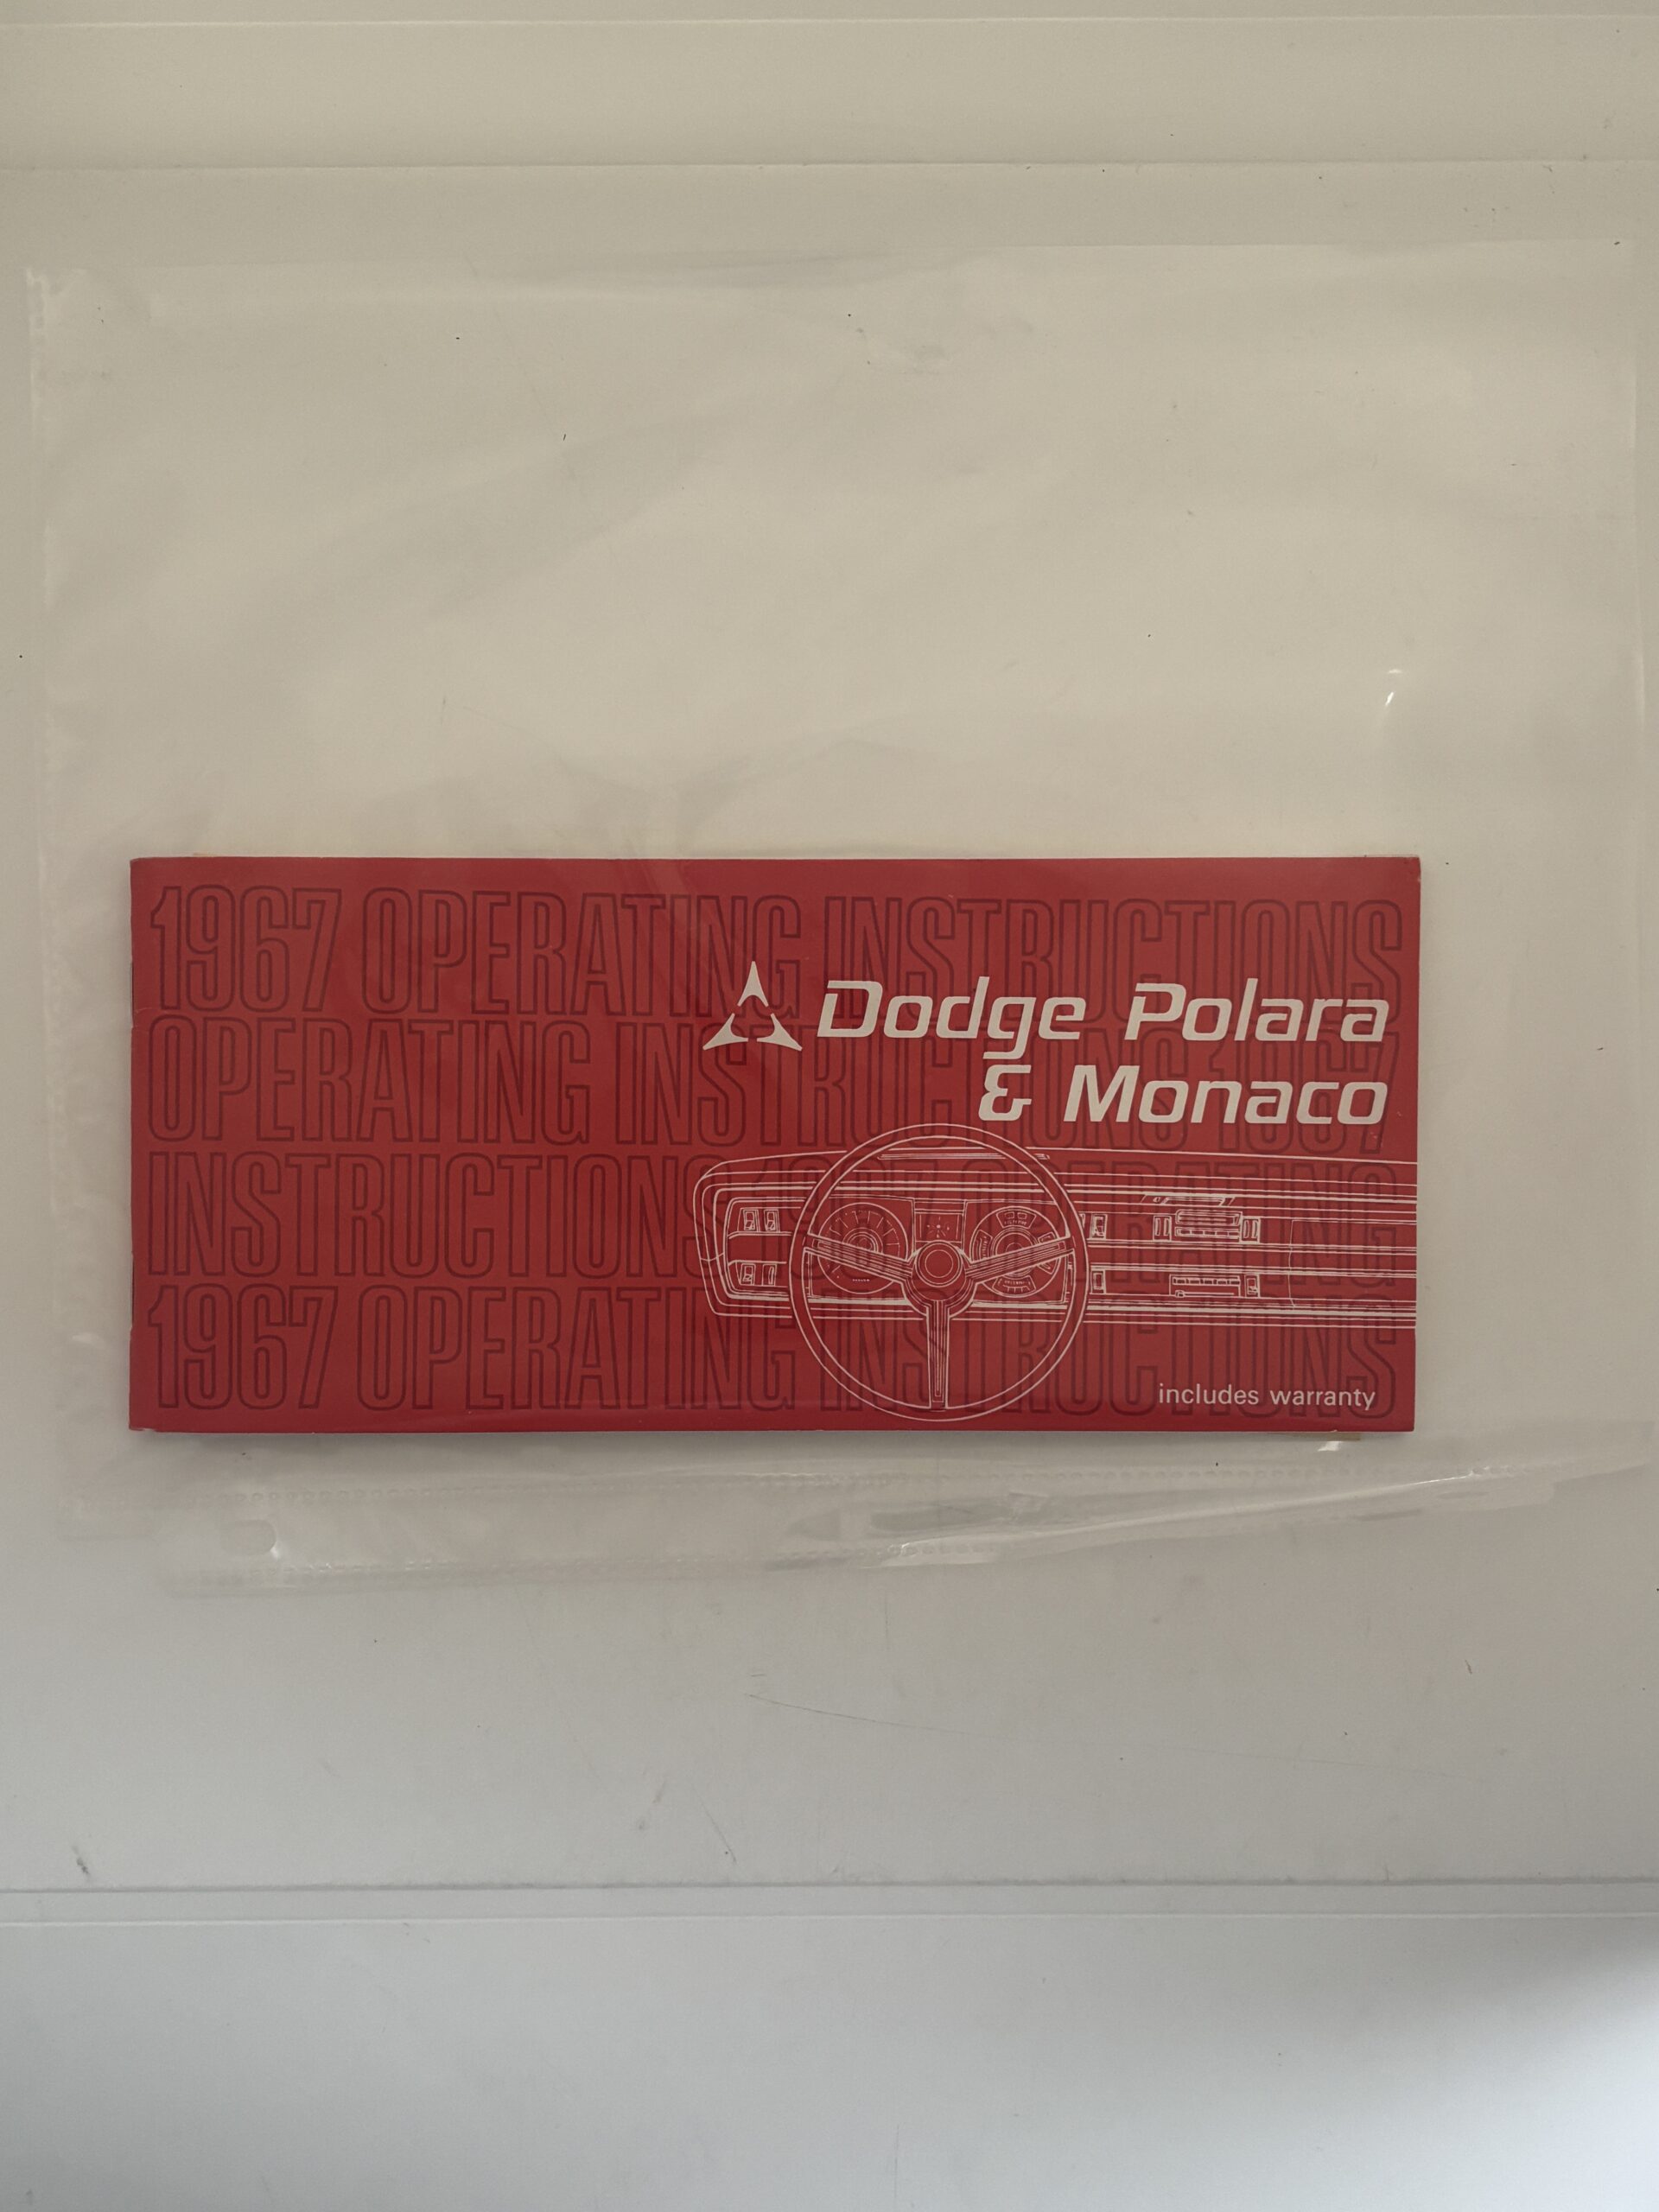 1967 OPERATING INSTRUCTIONS
Dodge Polara
OPERATING INSTRUCTIONS 1967
& Monaco
INSTRUCTIONS 1967 OPERATING
1967 OPERATING INSTRUCTIONS
includes warranty